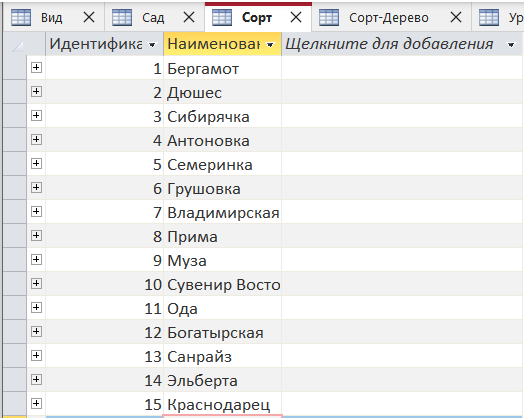 Вид Сад Сорт Сорт-Дерево Ур
Идентифика Наименован Щелкните для добавления
1 Бергамот
2 Дюшес
3 Сибирячка
4 Антоновка
5 Семеринка
6 Грушовка
7 Владимирская
8 Прима
9 Муза
10 Сувенир Восто
11 Ода
12 Богатырская
13 Санрайз
14 Эльберта
15 Краснодарец